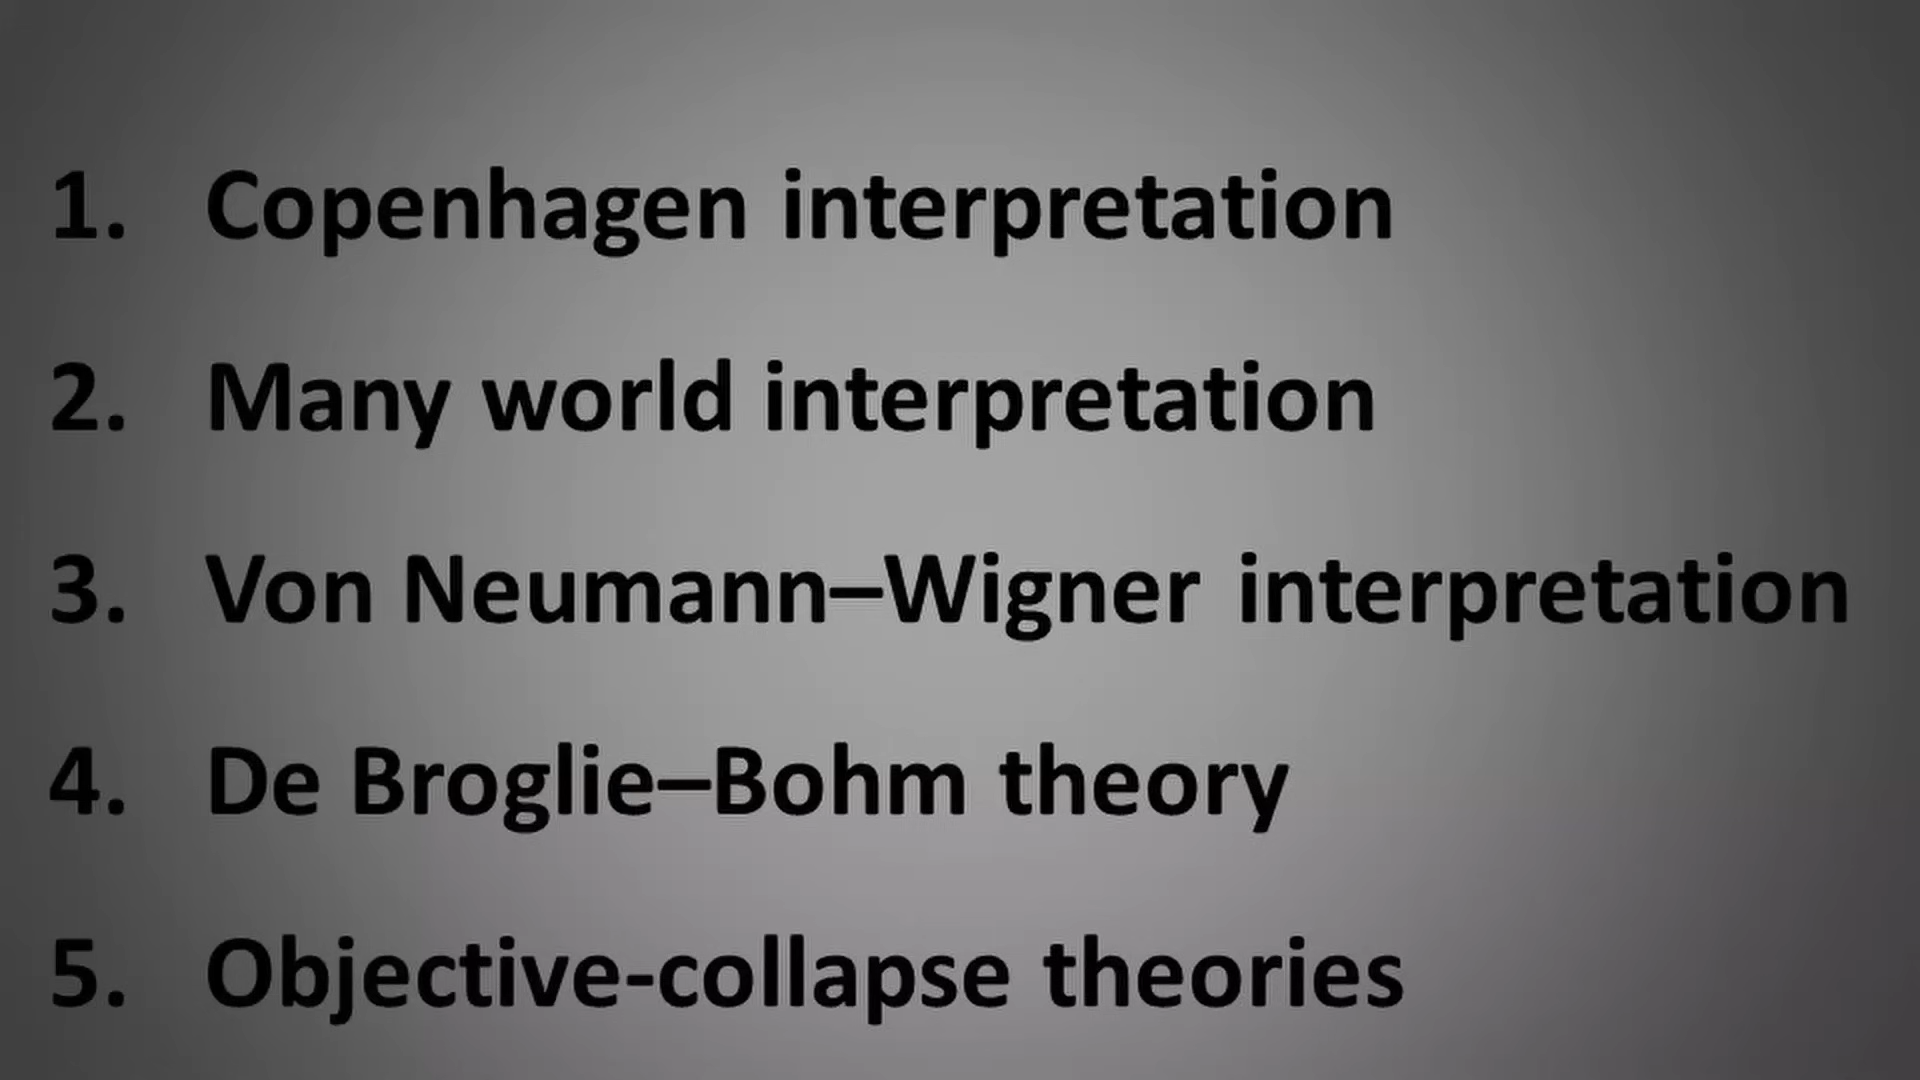 1. Copenhagen interpretation
2. Many world interpretation
3. Von Neumann–Wigner interpretation
4. De Broglie–Bohm theory
5. Objective-collapse theories